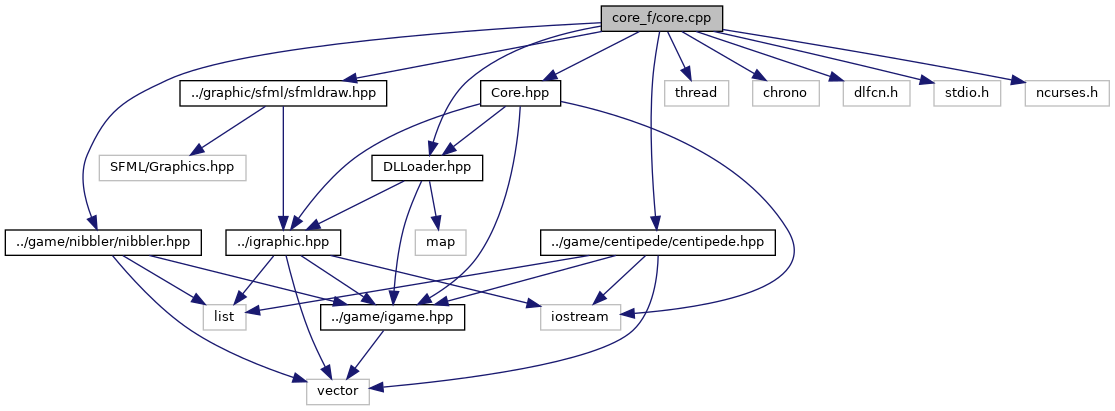 core_f/core.cpp
../graphic/sfml/sfmldraw.hpp
Core.hpp
thread
chrono
dlfcn.h
stdio.h
ncurses.h
SFML/Graphics.hpp
DLLoader.hpp
../game/nibbler/nibbler.hpp
../igraphic.hpp
map
../game/centipede/centipede.hpp
list
../game/igame.hpp
iostream
vector